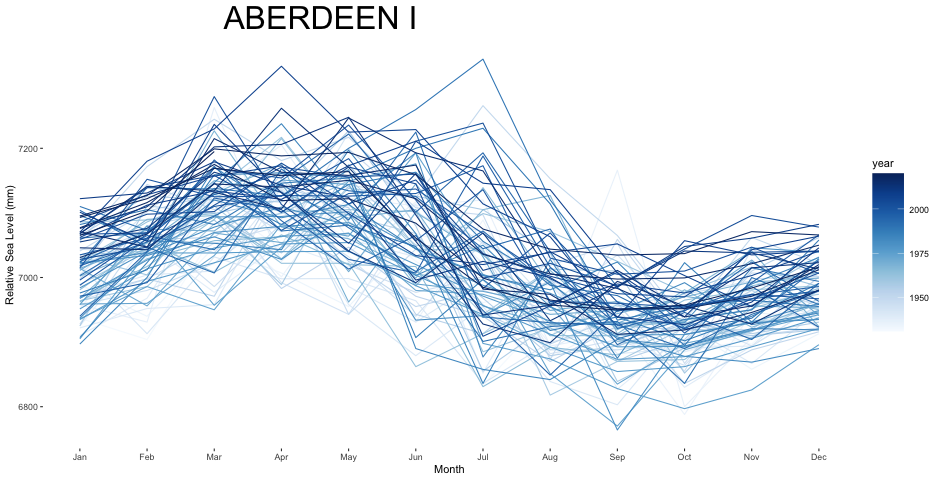 ABERDEEN I
Relative Sea Level (mm)
7200
7000
6800
Jan Feb Mar Apr May Jun Jul Aug Sep Oct Nov Dec
Month
year
2000
1975
1950